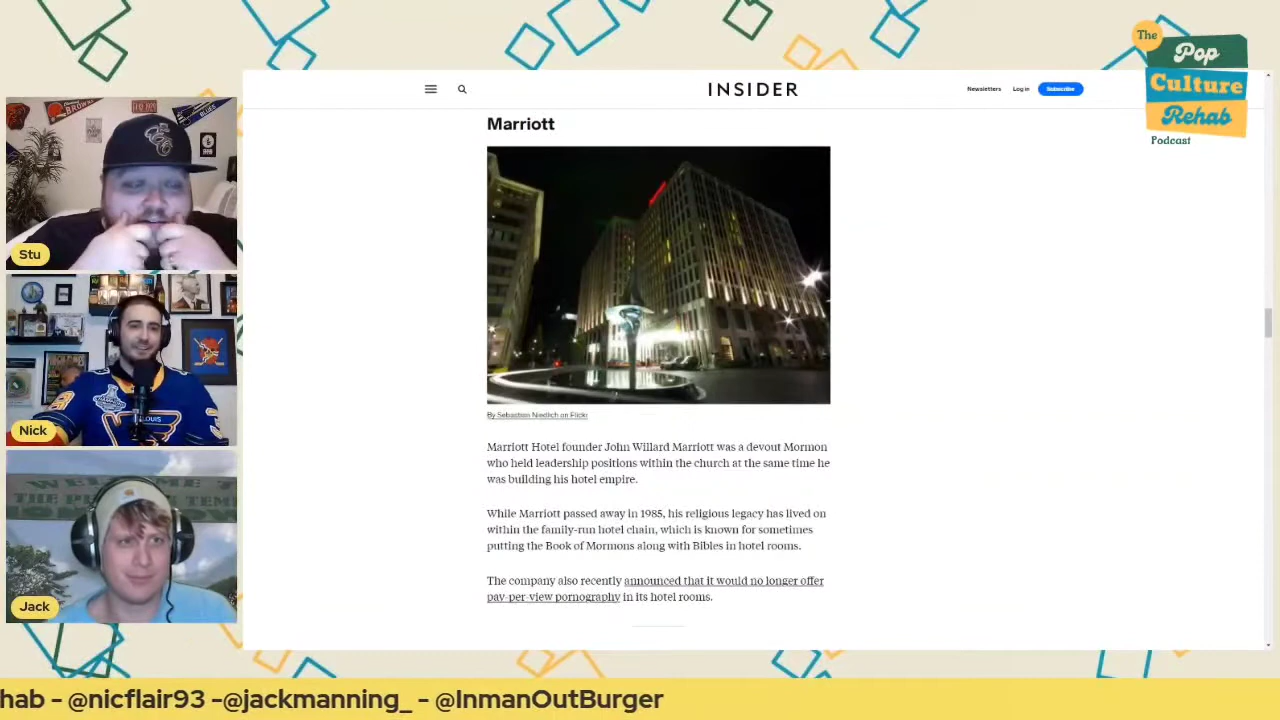 The
Pop
Culture
Rehab
Podcast
INSIDER
Newsletters
Log in
Subscribe
Marriott
By Sebastian Niedlich on Flickr
Marriott Hotel founder John Willard Marriott was a devout Mormon
who held leadership positions within the church at the same time he
was building his hotel empire.
While Marriott passed away in 1985, his religious legacy has lived on
within the family-run hotel chain, which is known for sometimes
putting the Book of Mormons along with Bibles in hotel rooms.
The company also recently announced that it would no longer offer
pay-per-view pornography in its hotel rooms.
BROWNS
BLUES
Stu
LOUIS
Nick
WELCOME T
Jack
hab - @nicflair93 -@jackmanning_ - @InmanOutBurger